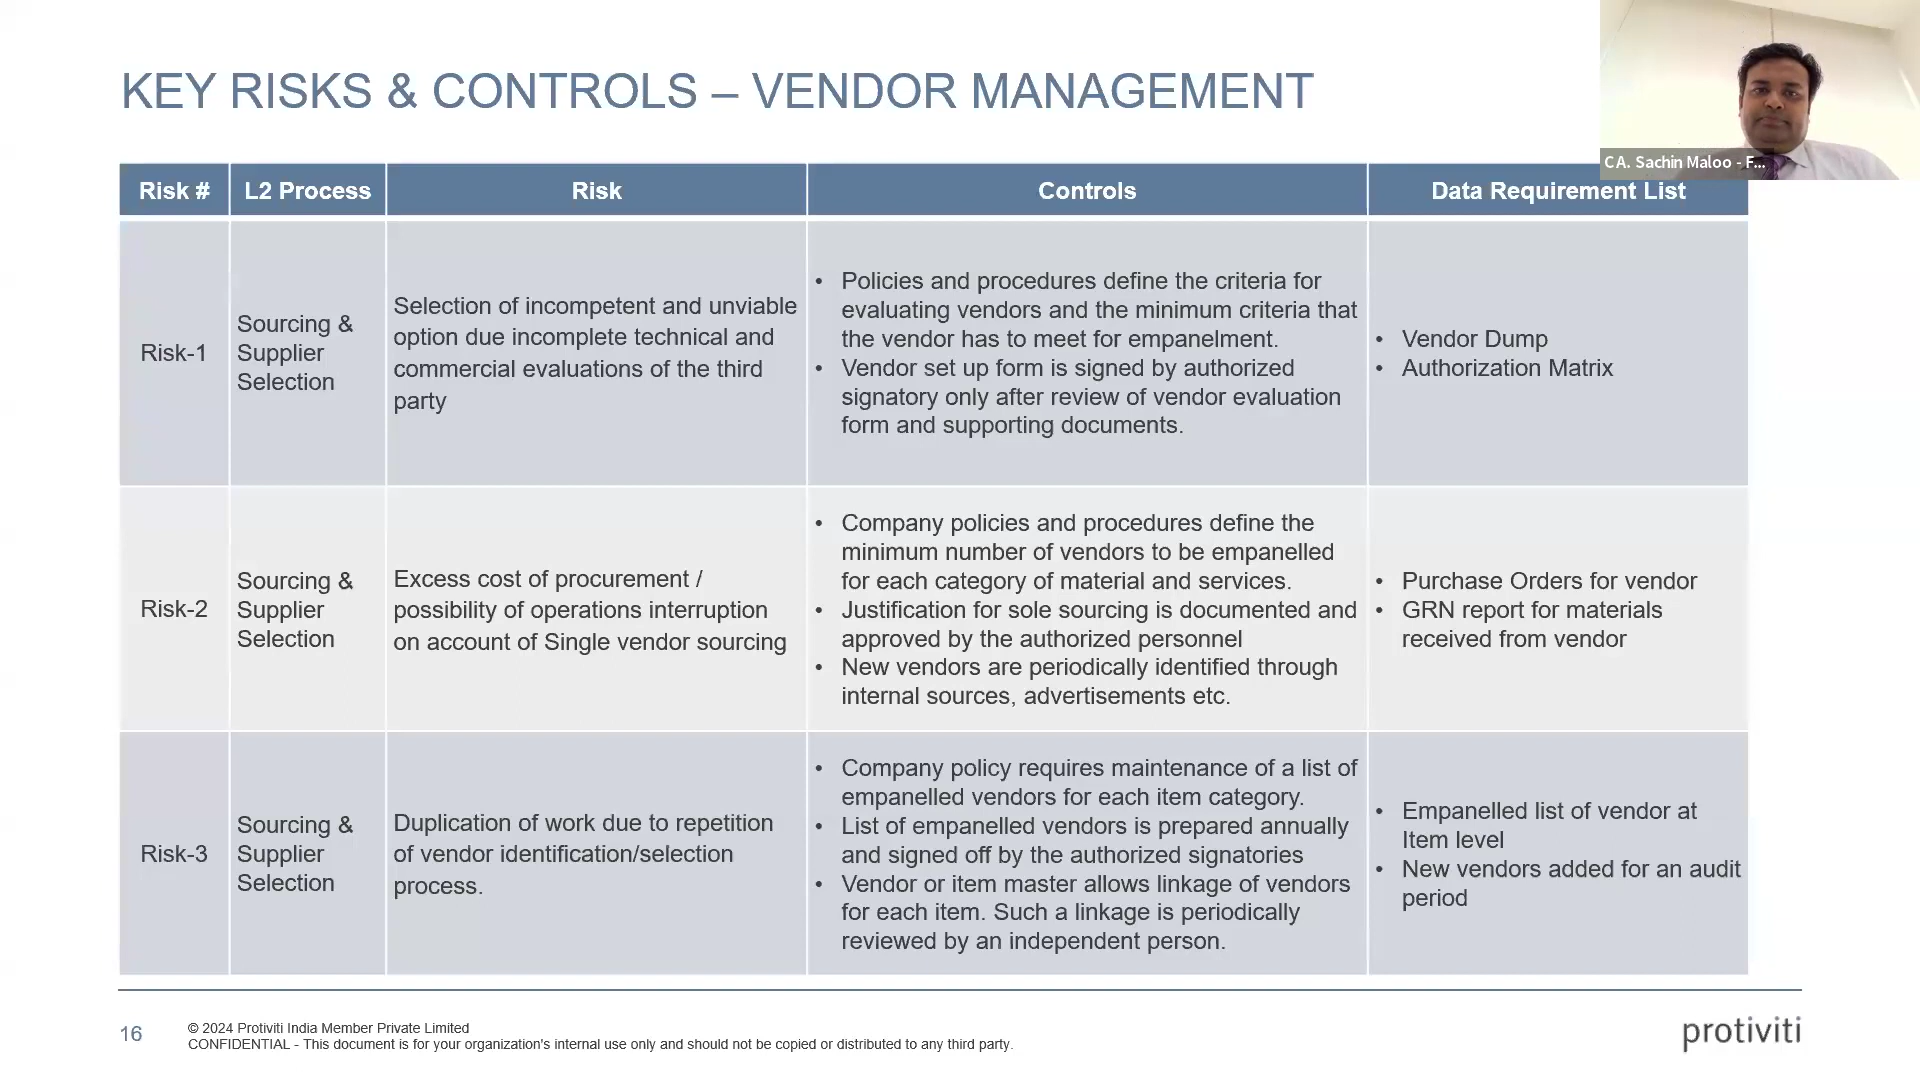 KEY RISKS & CONTROLS – VENDOR MANAGEMENT
CA. Sachin Maloo - F...
Risk #
L2 Process
Risk
Controls
Data Requirement List
Risk-1
Sourcing &
Supplier
Selection
Selection of incompetent and unviable
option due incomplete technical and
commercial evaluations of the third
party
• Policies and procedures define the criteria for
evaluating vendors and the minimum criteria that
the vendor has to meet for empanelment.
• Vendor set up form is signed by authorized
signatory only after review of vendor evaluation
form and supporting documents.
• Vendor Dump
• Authorization Matrix
Risk-2
Sourcing &
Supplier
Selection
Excess cost of procurement /
possibility of operations interruption
on account of Single vendor sourcing
• Company policies and procedures define the
minimum number of vendors to be empanelled
for each category of material and services.
• Justification for sole sourcing is documented and
approved by the authorized personnel
• New vendors are periodically identified through
internal sources, advertisements etc.
• Purchase Orders for vendor
• GRN report for materials
received from vendor
Risk-3
Sourcing &
Supplier
Selection
Duplication of work due to repetition
of vendor identification/selection
process.
• Company policy requires maintenance of a list of
empanelled vendors for each item category.
• List of empanelled vendors is prepared annually
and signed off by the authorized signatories
• Vendor or item master allows linkage of vendors
for each item. Such a linkage is periodically
reviewed by an independent person.
• Empanelled list of vendor at
Item level
• New vendors added for an audit
period
16
© 2024 Protiviti India Member Private Limited
CONFIDENTIAL - This document is for your organization's internal use only and should not be copied or distributed to any third party.
protiviti